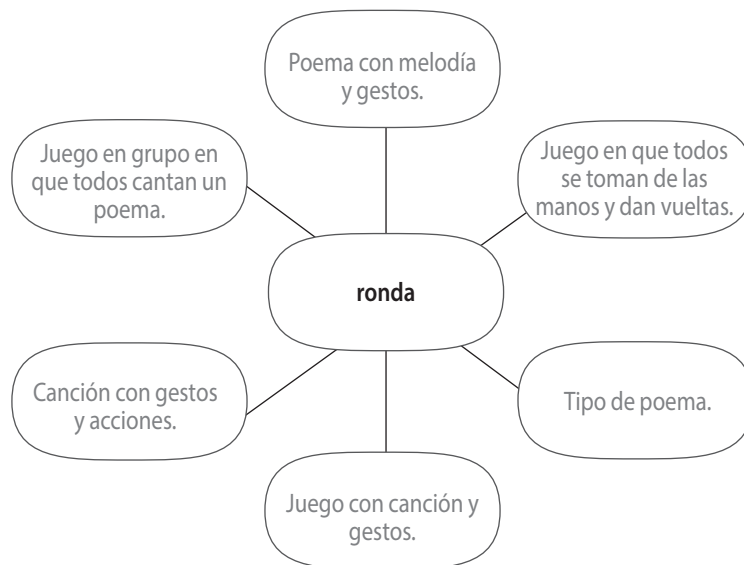 Poema con melodía
y gestos.
Juego en grupo en
que todos cantan un
poema.
Juego en que todos
se toman de las
manos y dan vueltas.
ronda
Canción con gestos
y acciones.
Tipo de poema.
Juego con canción y
gestos.